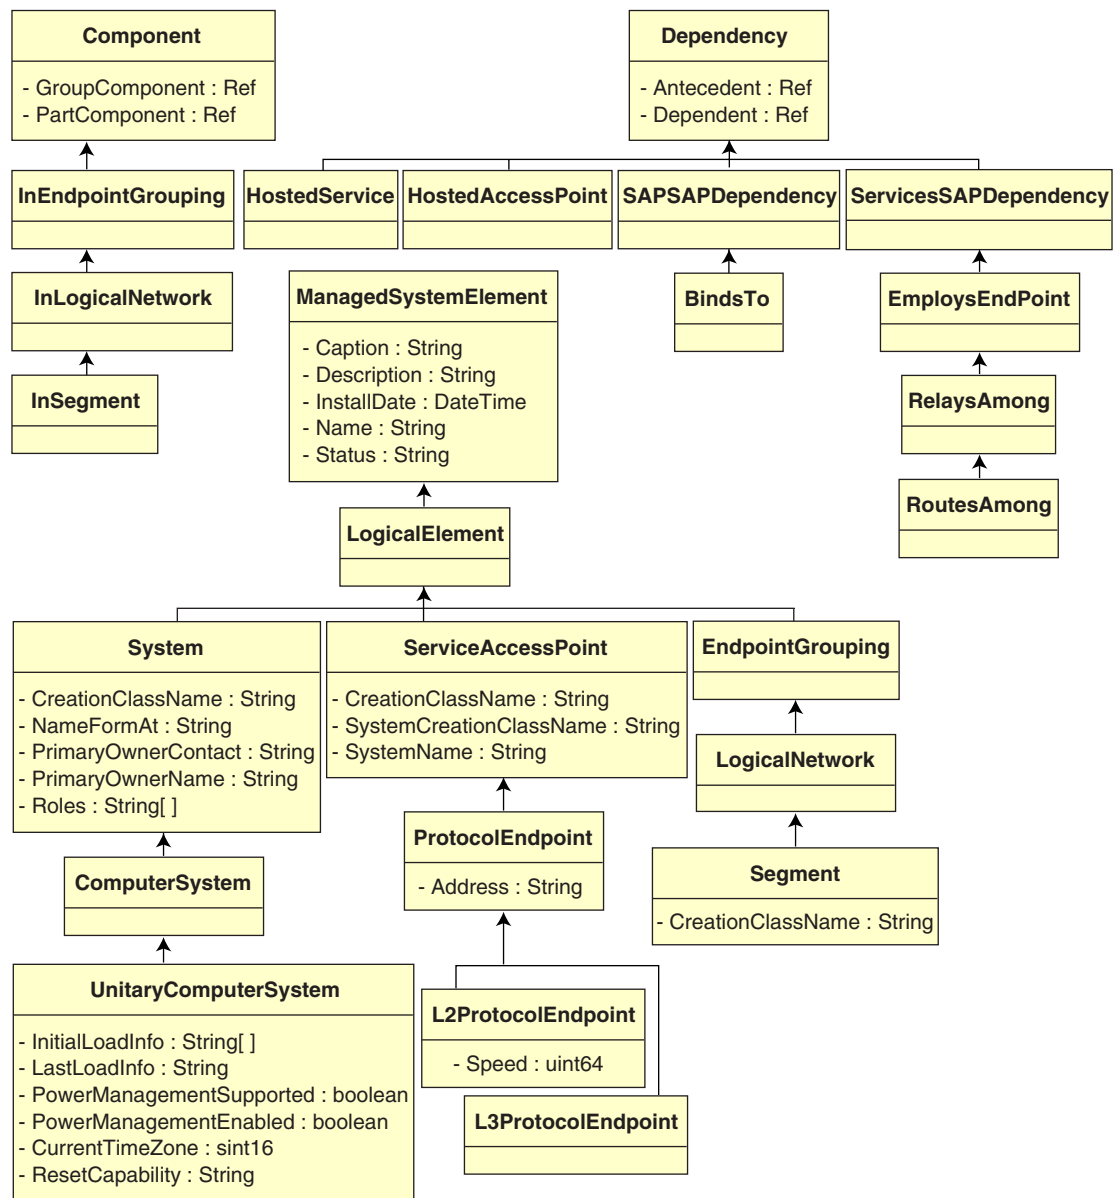 Component
- GroupComponent : Ref
- PartComponent : Ref
Dependency
- Antecedent : Ref
- Dependent : Ref
InEndpointGrouping
HostedService
HostedAccessPoint
SAPSAPDependency
ServicesSAPDependency
InLogicalNetwork
ManagedSystemElement
- Caption : String
- Description : String
- InstallDate : DateTime
- Name : String
- Status : String
BindsTo
EmploysEndPoint
InSegment
RelaysAmong
RoutesAmong
LogicalElement
System
- CreationClassName : String
- NameFormAt : String
- PrimaryOwnerContact : String
- PrimaryOwnerName : String
- Roles : String[ ]
ServiceAccessPoint
- CreationClassName : String
- SystemCreationClassName : String
- SystemName : String
EndpointGrouping
LogicalNetwork
ProtocolEndpoint
- Address : String
Segment
- CreationClassName : String
ComputerSystem
UnitaryComputerSystem
- InitialLoadInfo : String[ ]
- LastLoadInfo : String
- PowerManagementSupported : boolean
- PowerManagementEnabled : boolean
- CurrentTimeZone : sint16
- ResetCapability : String
L2ProtocolEndpoint
- Speed : uint64
L3ProtocolEndpoint